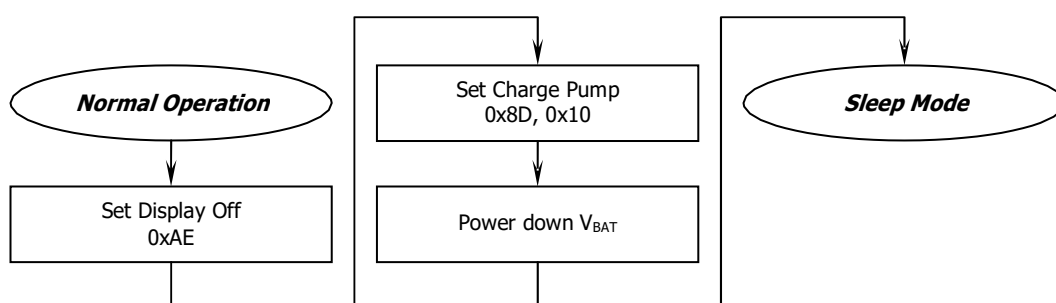 Normal Operation
Set Display Off
0xAE
Set Charge Pump
0x8D, 0x10
Power down VBAT
Sleep Mode